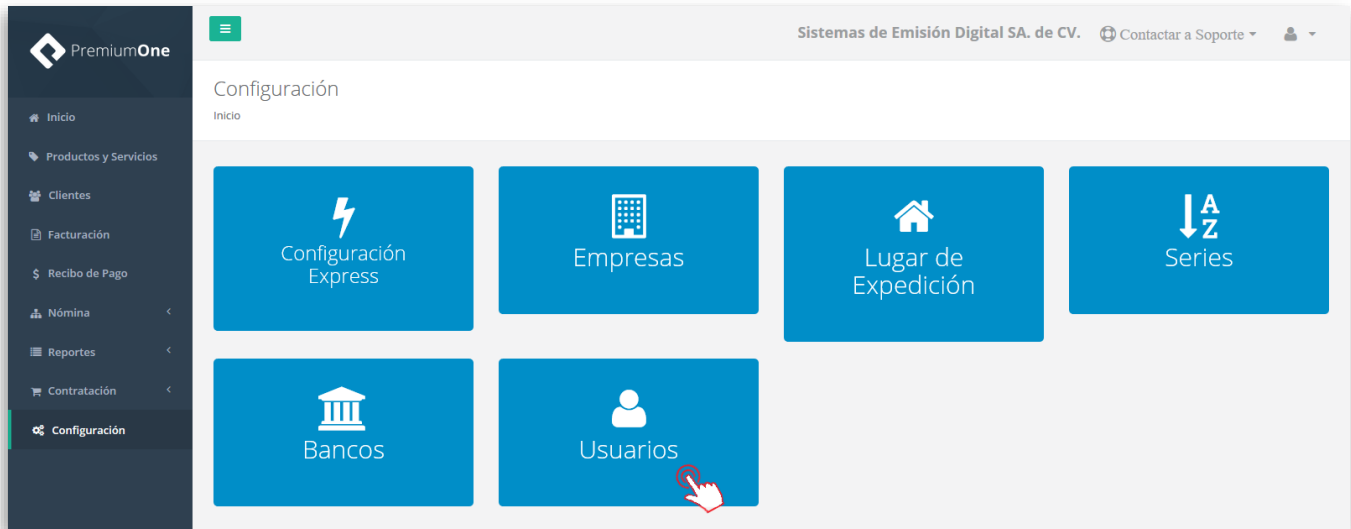 PremiumOne
Inicio
Productos y Servicios
Clientes
Facturación
Recibo de Pago
Nómina
Reportes
Contratación
Configuración
Sistemas de Emisión Digital SA. de CV.
Contactar a Soporte
Configuración
Inicio
Configuración
Express
Empresas
Lugar de
Expedición
A
Z
Series
Bancos
Usuarios